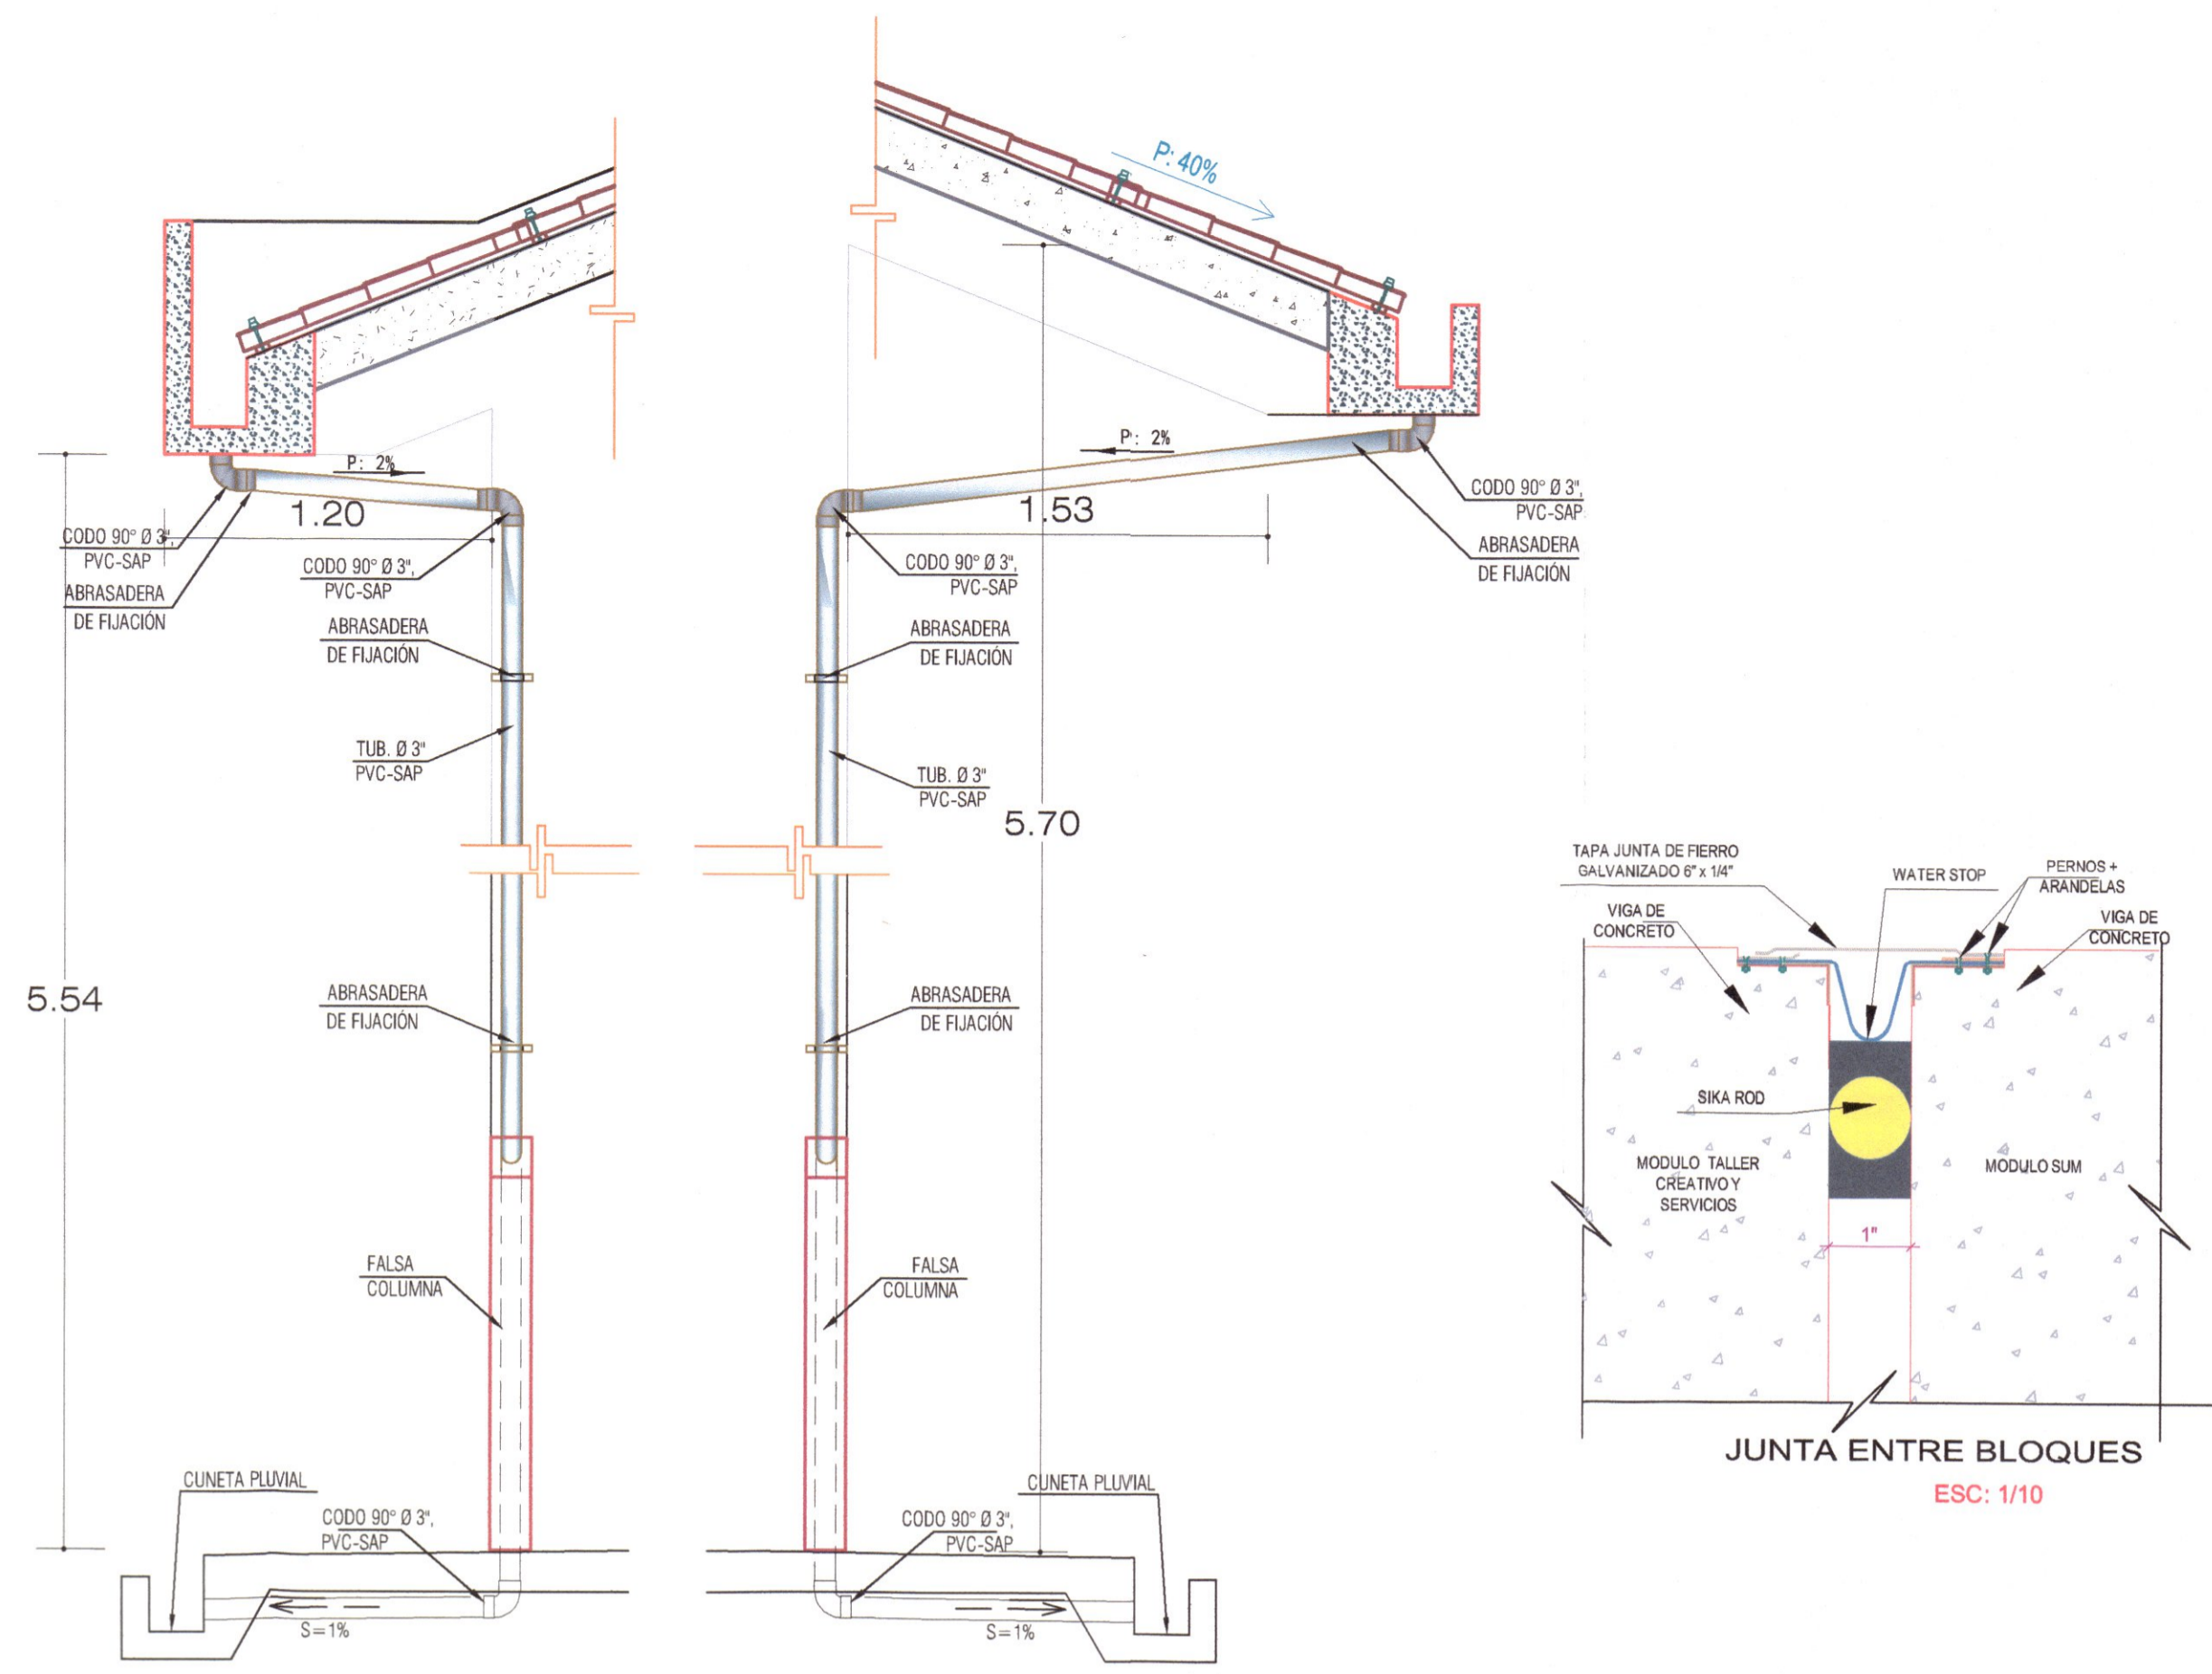 P: 40%
P: 2%
1.20
CODO 90° Ø 3",
PVC-SAP
ABRASADERA
DE FIJACIÓN
CODO 90° Ø 3",
PVC-SAP
ABRASADERA
DE FIJACIÓN
TUB. Ø 3"
PVC-SAP
5.54
ABRASADERA
DE FIJACIÓN
FALSA
COLUMNA
CUNETA PLUVIAL
CODO 90° Ø 3",
PVC-SAP
S=1%
P: 2%
1.53
CODO 90° Ø 3",
PVC-SAP
ABRASADERA
DE FIJACIÓN
CODO 90° Ø 3",
PVC-SAP
ABRASADERA
DE FIJACIÓN
TUB. Ø 3"
PVC-SAP
5.70
ABRASADERA
DE FIJACIÓN
FALSA
COLUMNA
CUNETA PLUVIAL
CODO 90° Ø 3",
PVC-SAP
S=1%
TAPA JUNTA DE FIERRO
GALVANIZADO 6" x 1/4"
WATER STOP
PERNOS +
ARANDELAS
VIGA DE
CONCRETO
VIGA DE
CONCRETO
SIKA ROD
MODULO TALLER
CREATIVO Y
SERVICIOS
MODULO SUM
1"
JUNTA ENTRE BLOQUES
ESC: 1/10